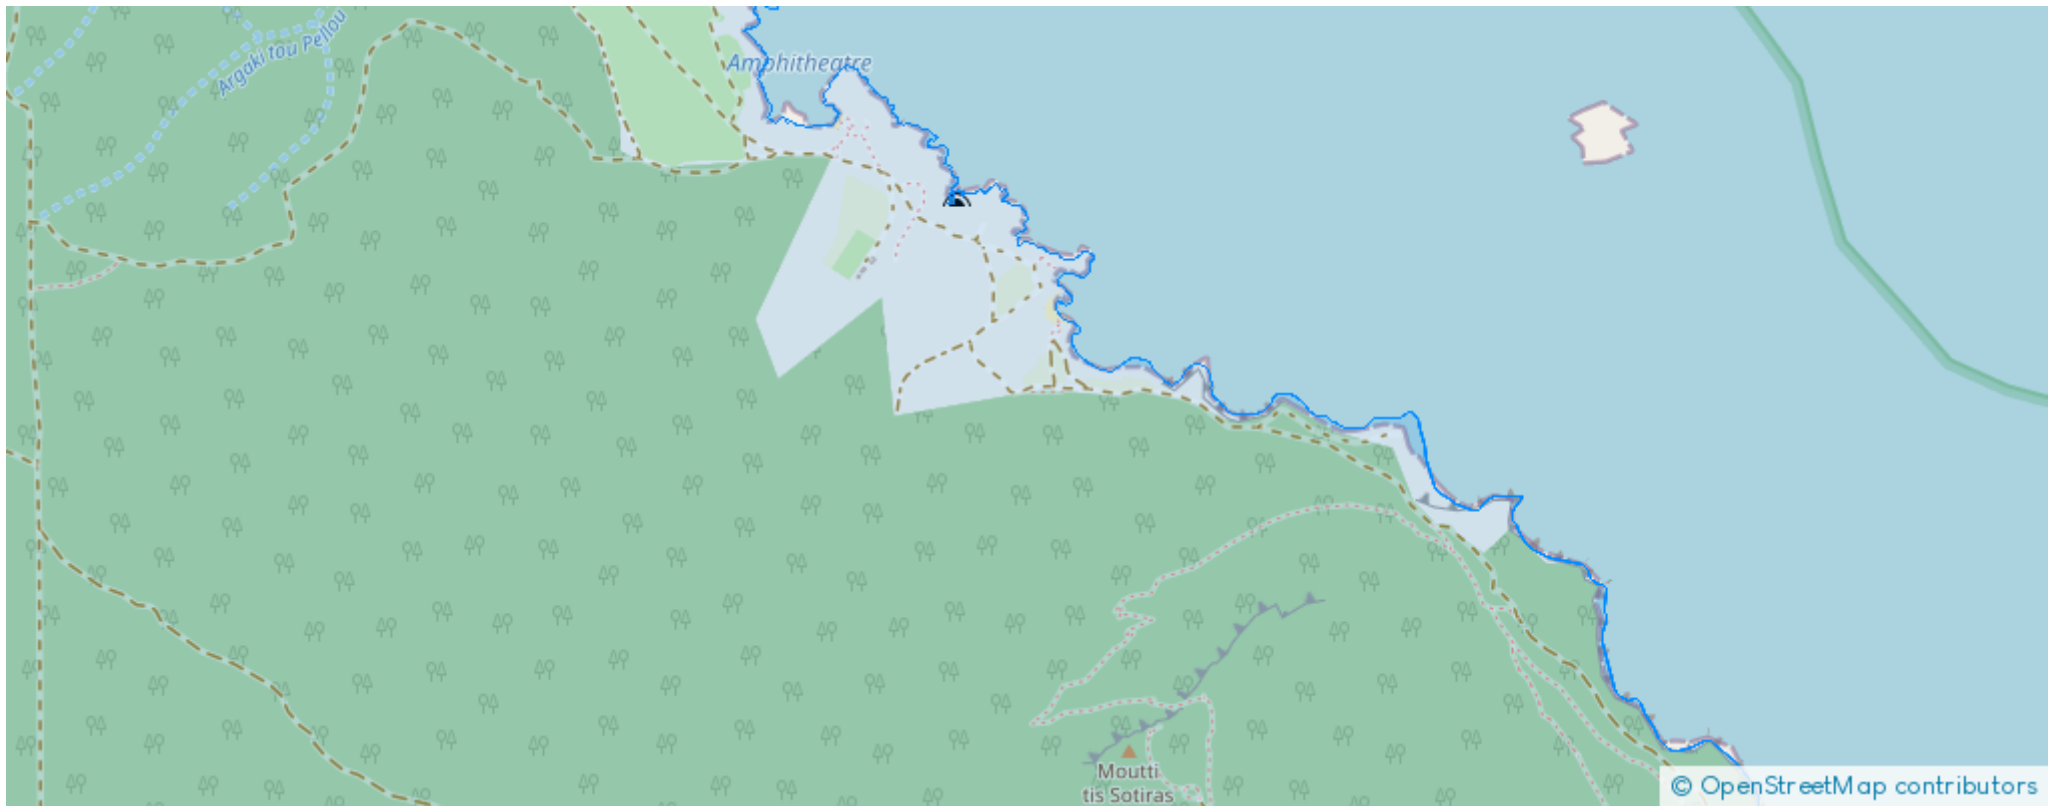 Argaki tou Pellou
Amphitheatre
Moutti
tis Sotiras
© OpenStreetMap contributors